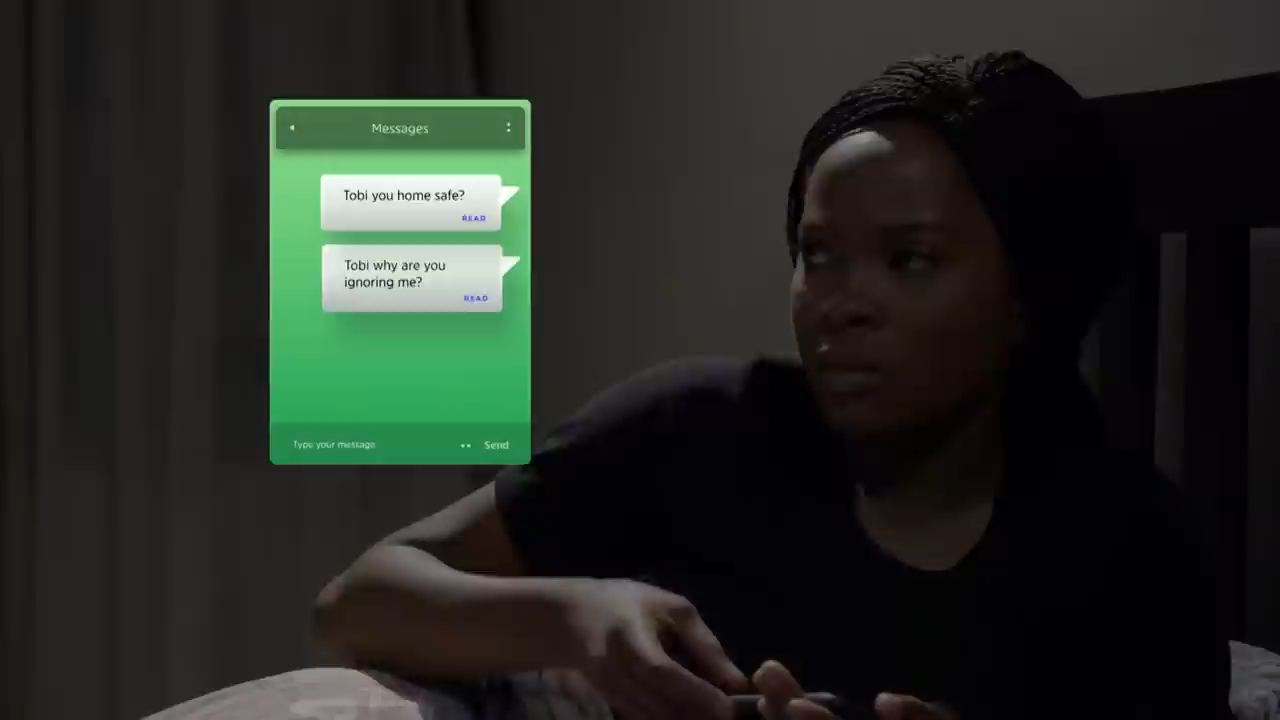 Messages
Tobi you home safe?
READ
Tobi why are you
ignoring me?
READ
Type your message
Send